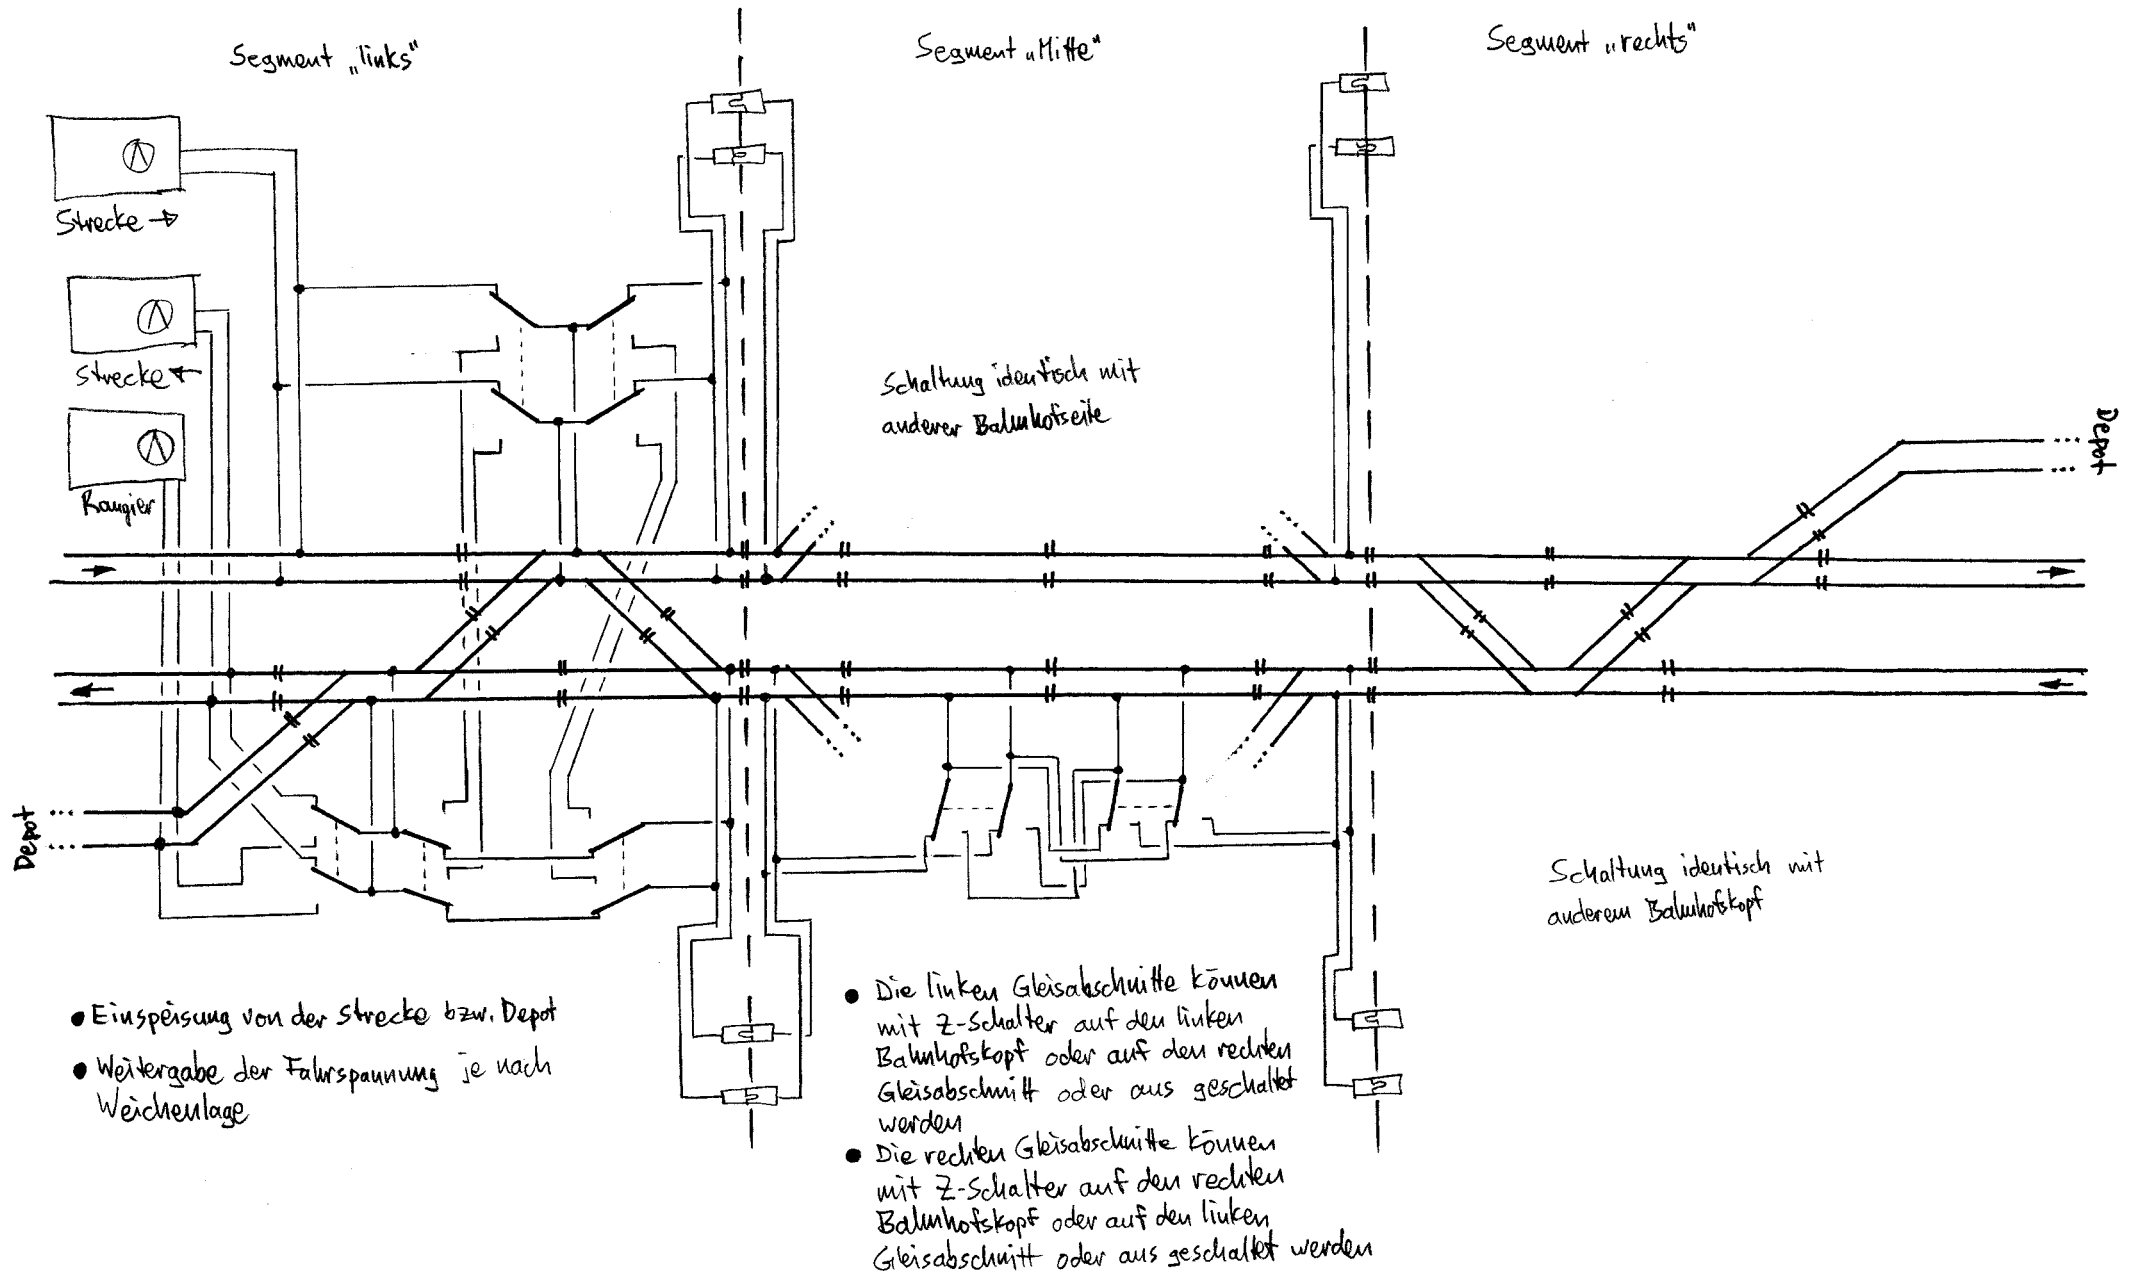 Segment „links"
Segment „Mitte"
Segment „rechts"
Strecke →
Strecke ←
Rangier
Schaltung identisch mit
anderer Bahnhofseite
Depot
Depot
Schaltung identisch mit
anderem Bahnhofskopf
• Einspeisung von der Strecke bzw. Depot
• Weitergabe der Fahrspannung je nach
Weichenlage
• Die linken Gleisabschnitte können
mit Z-Schalter auf den linken
Bahnhofskopf oder auf den rechten
Gleisabschnitt oder aus geschaltet
werden
• Die rechten Gleisabschnitte können
mit Z-Schalter auf den rechten
Bahnhofskopf oder auf den linken
Gleisabschnitt oder aus geschaltet werden